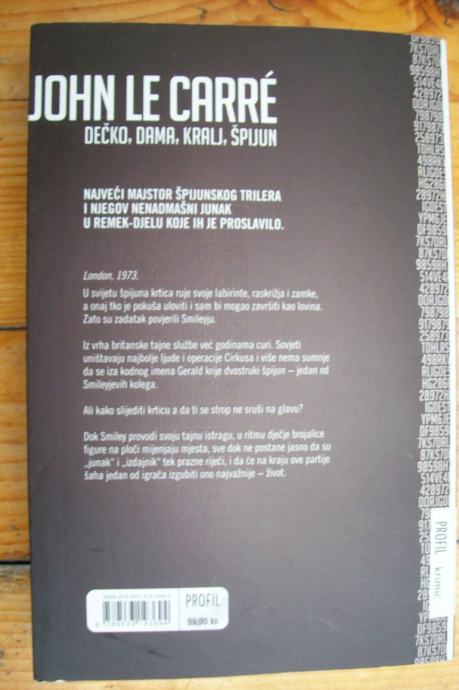 JOHN LE CARRÉ
DEČKO, DAMA, KRALJ, ŠPIJUN
NAJVEĆI MAJSTOR ŠPIJUNSKOG TRILERA
I NJEGOV NENADMAŠNI JUNAK
U REMEK-DJELU KOJE IH JE PROSLAVILO.
London, 1973.
U svijetu špijuna krtica ruje svoje labirinte, raskrižja i zamke,
a onaj tko je pokuša uloviti i sam bi mogao završiti kao lovina.
Zato su zadatak povjerili Smileyju.
Iz vrha britanske tajne službe već godinama curi. Sovjeti
uništavaju najbolje ljude i operacije Cirkusa i više nema sumnje
da se iza kodnog imena Gerald krije dvostruki špijun – jedan od
Smileyjevih kolega.
Ali kako slijediti krticu a da ti se strop ne sruši na glavu?
Dok Smiley provodi svoju tajnu istragu, u ritmu dječje brojalice
figure na ploči mijenjaju mjesta, sve dok ne postane jasno da su
„junak" i „izdajnik" tek prazne riječi, i da će na kraju ove partije
šaha jedan od igrača izgubiti ono najvažnije – život.
PROFIL
99,00 kn
PROFIL krimić